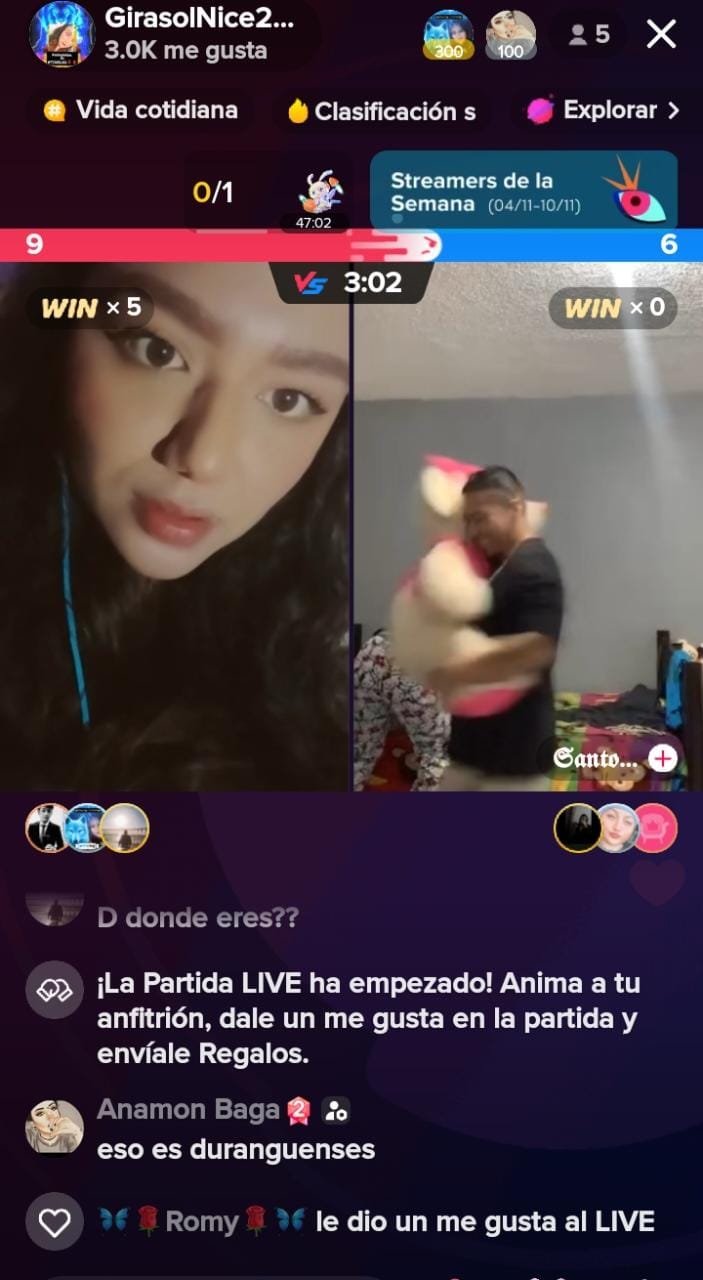 GirasolNice2...
3.0K me gusta
300
100
5
Vida cotidiana
Clasificación s
Explorar
0/1
47:02
Streamers de la
Semana (04/11-10/11)
9
6
VS 3:02
WIN × 5
WIN × 0
Santo...
D donde eres??
¡La Partida LIVE ha empezado! Anima a tu
anfitrión, dale un me gusta en la partida y
envíale Regalos.
Anamon Baga 2
eso es duranguenses
Romy le dio un me gusta al LIVE